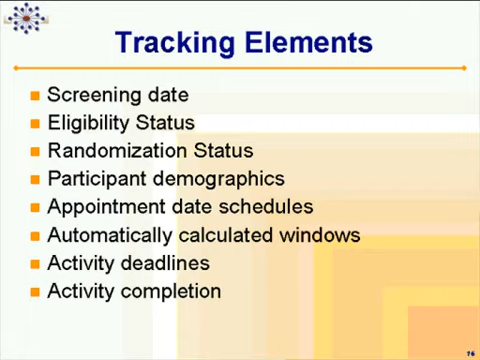 Tracking Elements
Screening date
Eligibility Status
Randomization Status
Participant demographics
Appointment date schedules
Automatically calculated windows
Activity deadlines
Activity completion
76